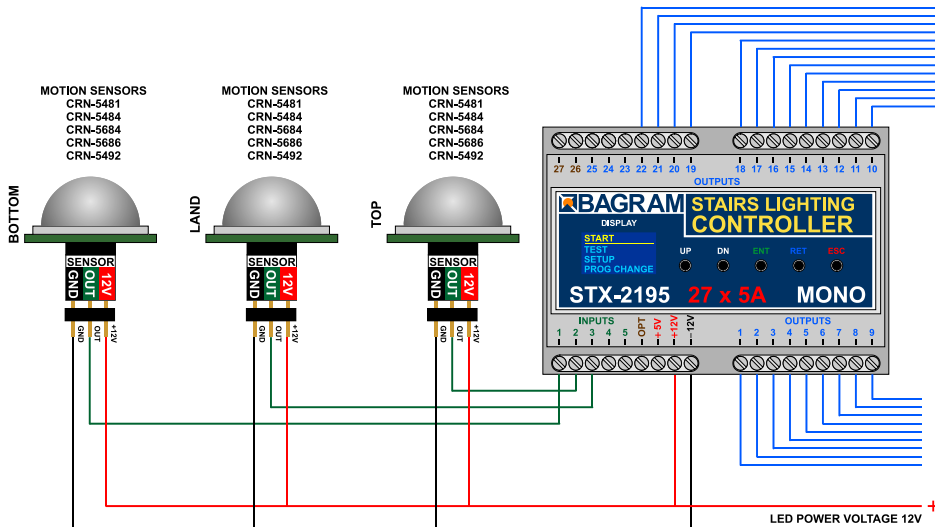 MOTION SENSORS
CRN-5481
CRN-5484
CRN-5684
CRN-5686
CRN-5492
MOTION SENSORS
CRN-5481
CRN-5484
CRN-5684
CRN-5686
CRN-5492
MOTION SENSORS
CRN-5481
CRN-5484
CRN-5684
CRN-5686
CRN-5492
BOTTOM
LAND
TOP
SENSOR
GND OUT 12V
GND OUT +12V
SENSOR
GND OUT 12V
GND OUT +12V
SENSOR
GND OUT 12V
GND OUT +12V
27 26 25 24 23 22 21 20 19
18 17 16 15 14 13 12 11 10
OUTPUTS
BAGRAM
STAIRS LIGHTING
CONTROLLER
DISPLAY
START
TEST
SETUP
PROG CHANGE
UP DN ENT RET ESC
STX-2195 27 x 5A MONO
INPUTS
1 2 3 4 5 OPT +5V +12V -12V
OUTPUTS
1 2 3 4 5 6 7 8 9
+
LED POWER VOLTAGE 12V